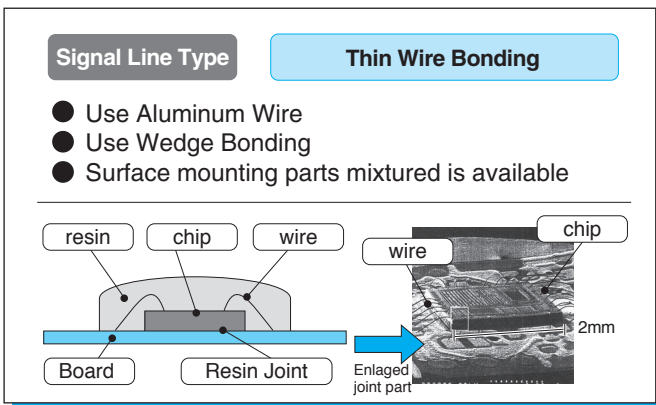 Signal Line Type
Thin Wire Bonding
● Use Aluminum Wire
● Use Wedge Bonding
● Surface mounting parts mixtured is available
resin
chip
wire
Board
Resin Joint
Enlaged
joint part
wire
chip
2mm